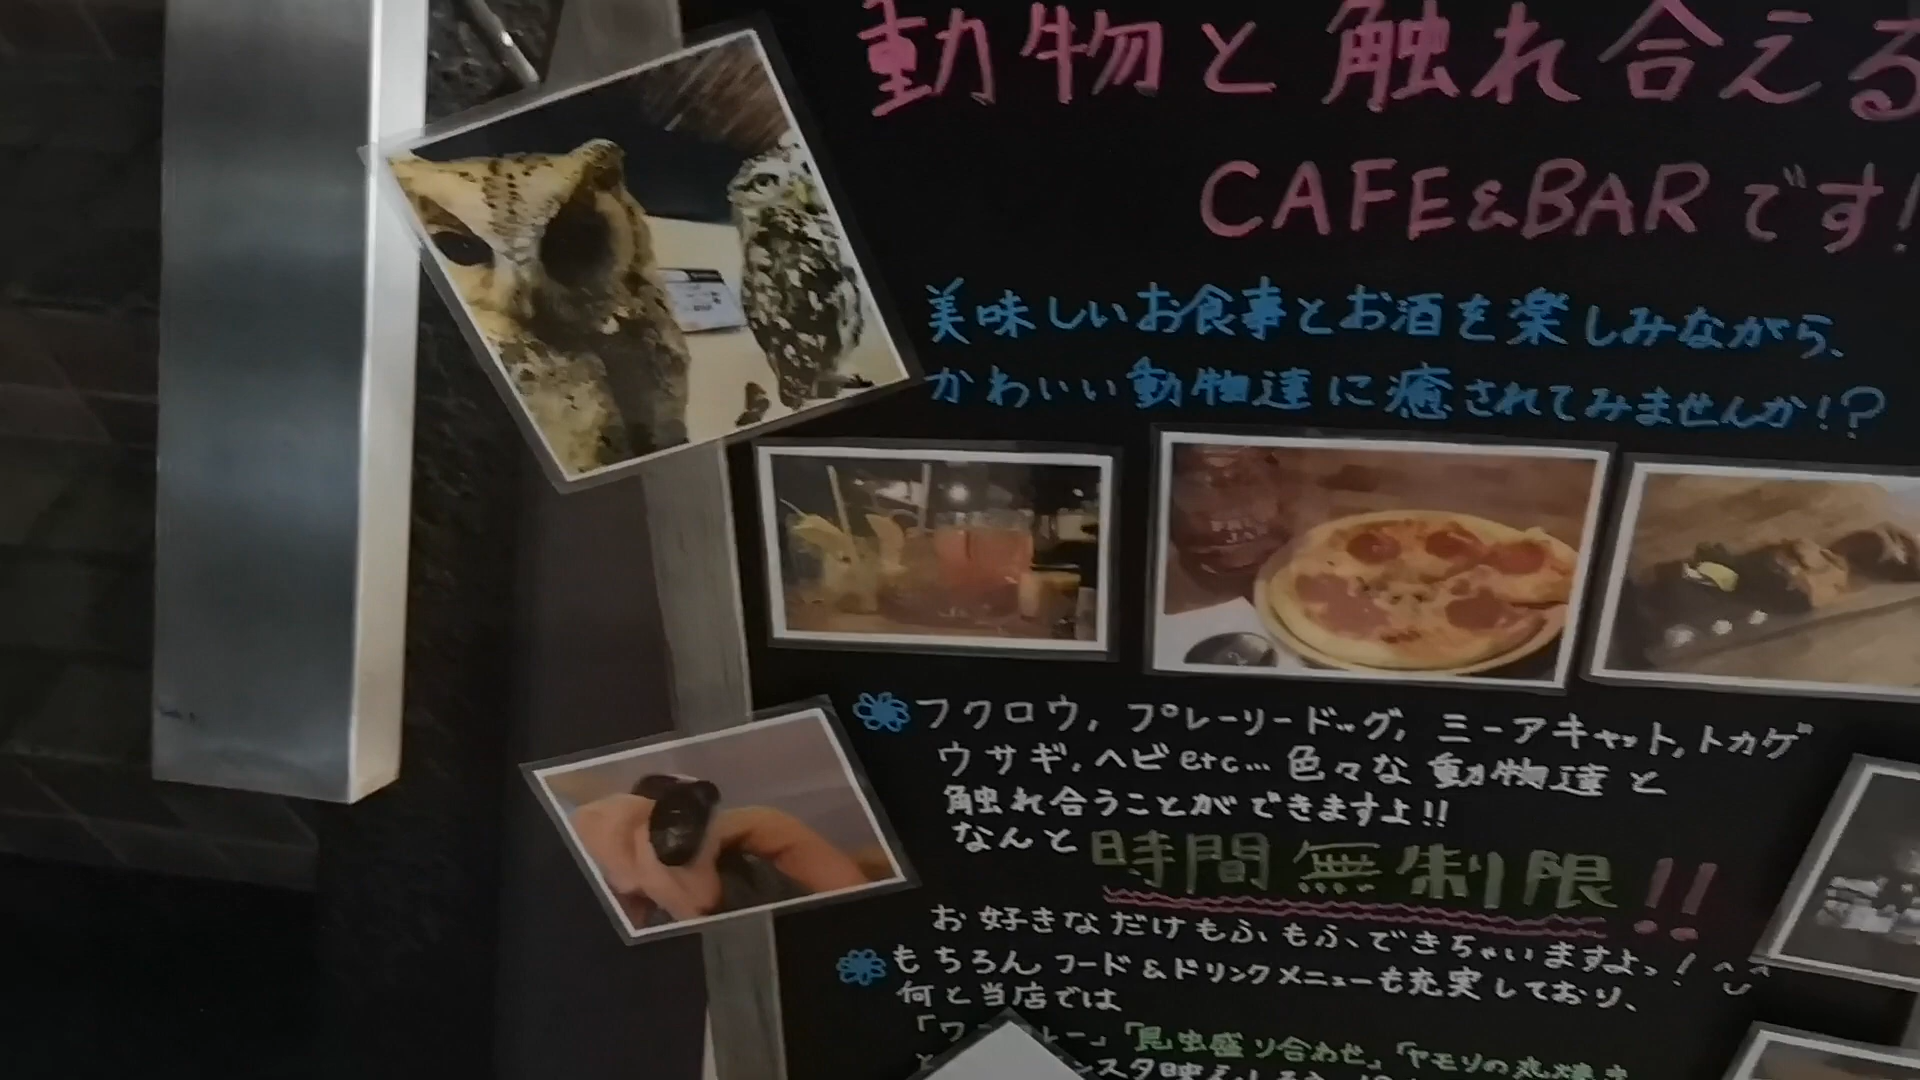 動物と触れ合える
CAFE&BARです!
美味しいお食事とお酒を楽しみながら、
かわいい動物達に癒されてみませんか!?
フクロウ, プレーリードッグ, ミーアキャット, トカゲ
ウサギ, ヘビetc… 色々な動物達と
触れ合うことができますよ!!
なんと時間無制限!!
お好きなだけもふもふできちゃいますよっ!^^
もちろんフード&ドリンクメニューも充実しており、
何と当店では
「昆虫盛り合わせ」「ヤモリの丸焼き